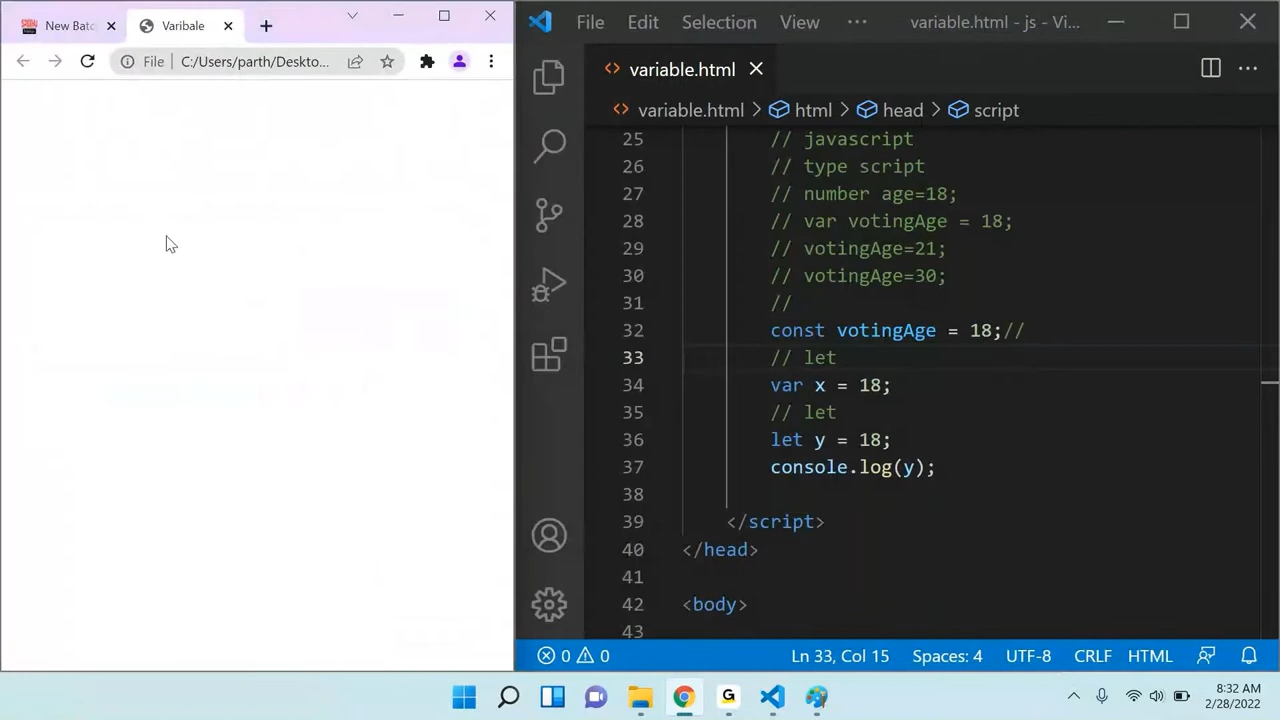 New Batc
Varibale
File
C:/Users/parth/Deskto...
File Edit Selection View ··· variable.html - js - Vi...
variable.html
variable.html > html > head > script
25 // javascript
26 // type script
27 // number age=18;
28 // var votingAge = 18;
29 // votingAge=21;
30 // votingAge=30;
31 //
32 const votingAge = 18;//
33 // let
34 var x = 18;
35 // let
36 let y = 18;
37 console.log(y);
38
39 </script>
40 </head>
41
42 <body>
43
0 0 Ln 33, Col 15 Spaces: 4 UTF-8 CRLF HTML
G
8:32 AM
2/28/2022